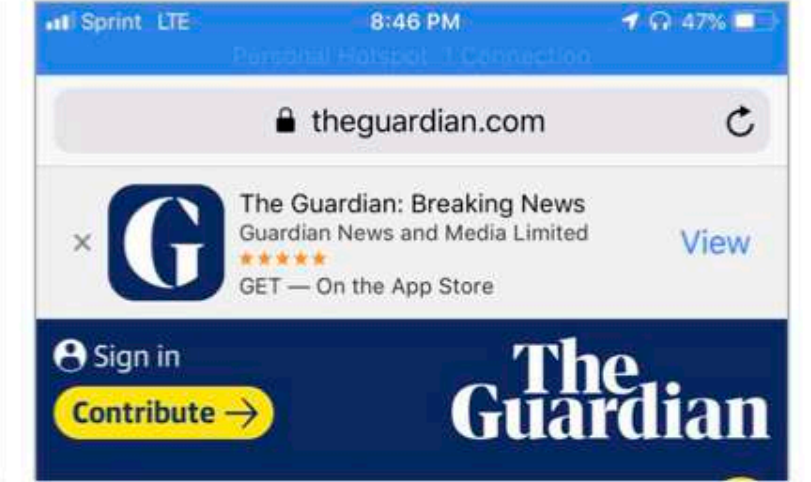 Sprint LTE 8:46 PM 47%
Personal Hotspot: 1 Connection
theguardian.com
The Guardian: Breaking News
Guardian News and Media Limited
GET — On the App Store
View
Sign in
Contribute →
The
Guardian